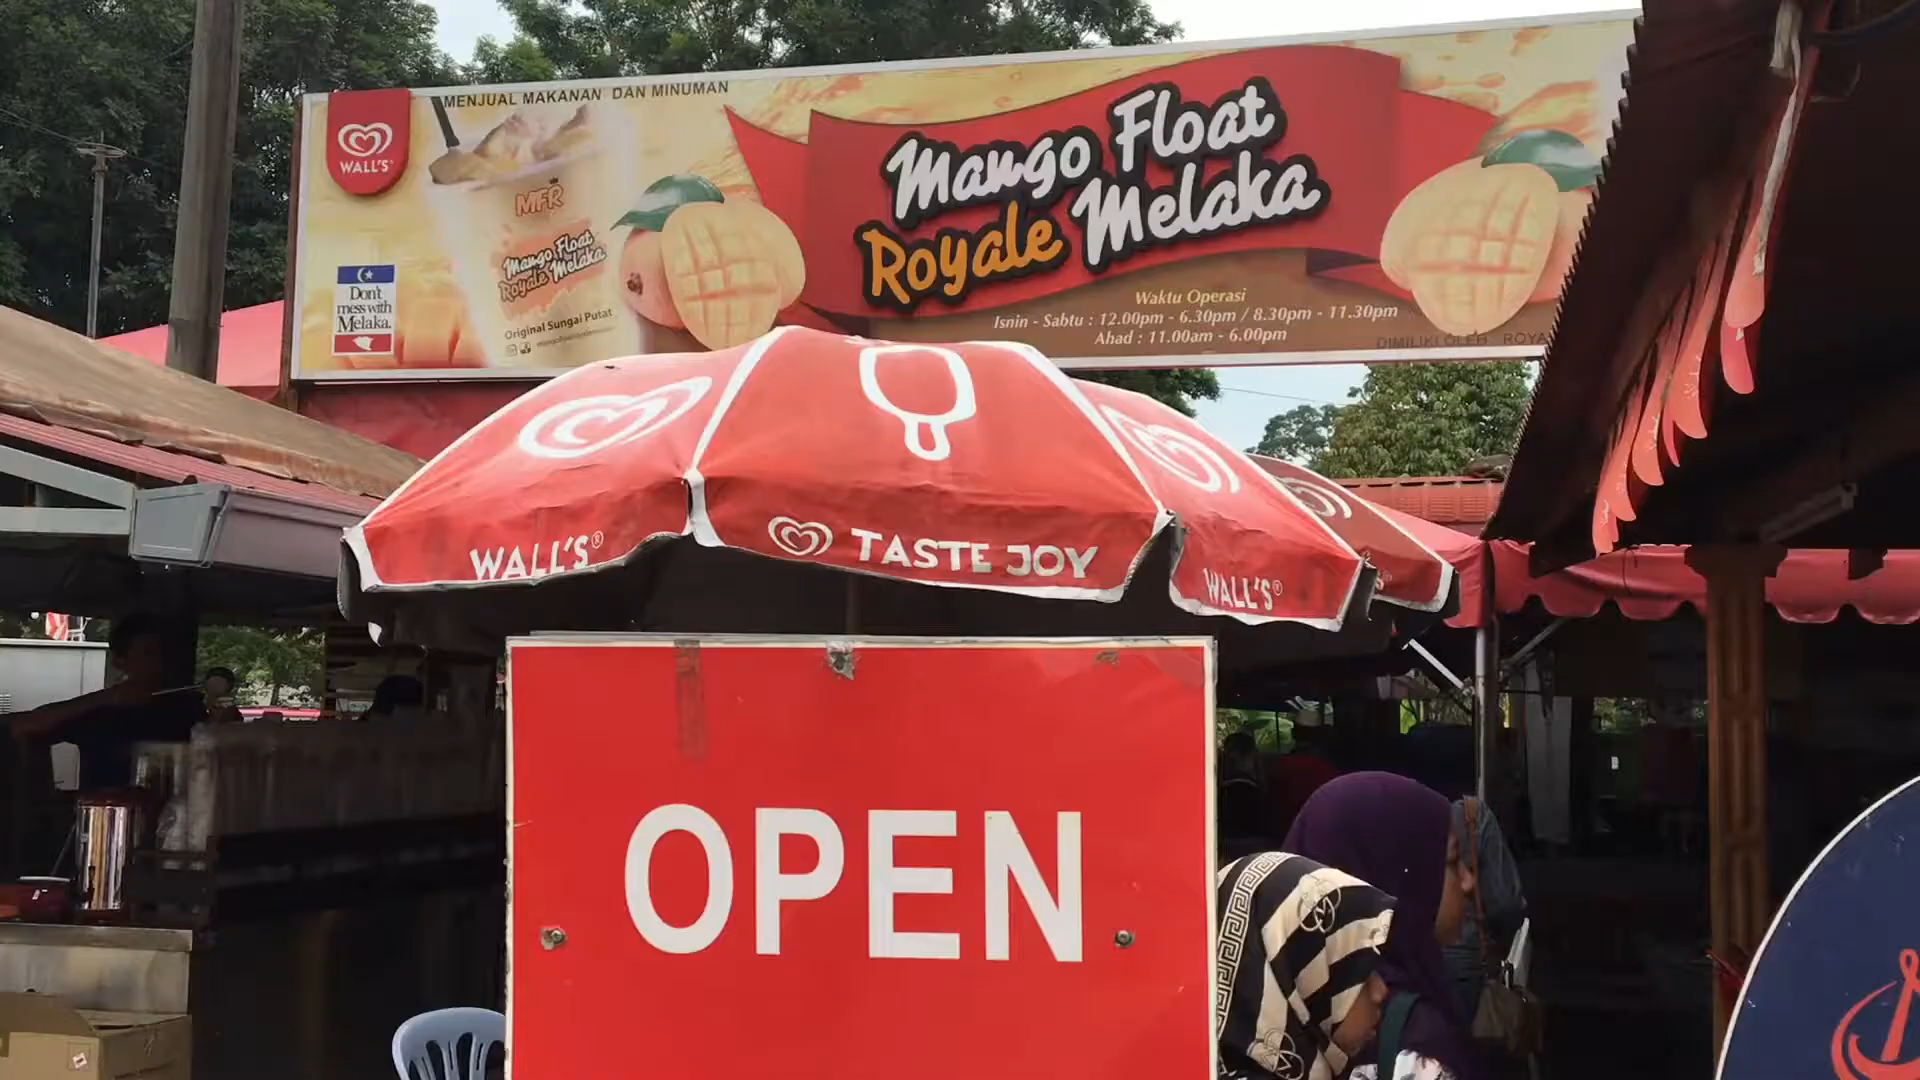 MENJUAL MAKANAN DAN MINUMAN
WALL'S
MFR
Mango Float
Royale Melaka
Original Sungai Putat
Don't
mess with
Melaka.
Mango Float
Royale Melaka
Waktu Operasi
Isnin - Sabtu : 12.00pm - 6.30pm / 8.30pm - 11.30pm
Ahad : 11.00am - 6.00pm
DIMILIKI OLEH ROYA
WALL'S®
TASTE JOY
WALL'S®
OPEN